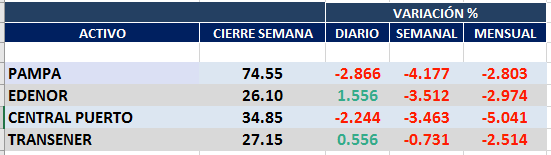 VARIACIÓN %
ACTIVO CIERRE SEMANA DIARIO SEMANAL MENSUAL
PAMPA 74.55 -2.866 -4.177 -2.803
EDENOR 26.10 1.556 -3.512 -2.974
CENTRAL PUERTO 34.85 -2.244 -3.463 -5.041
TRANSENER 27.15 0.556 -0.731 -2.514